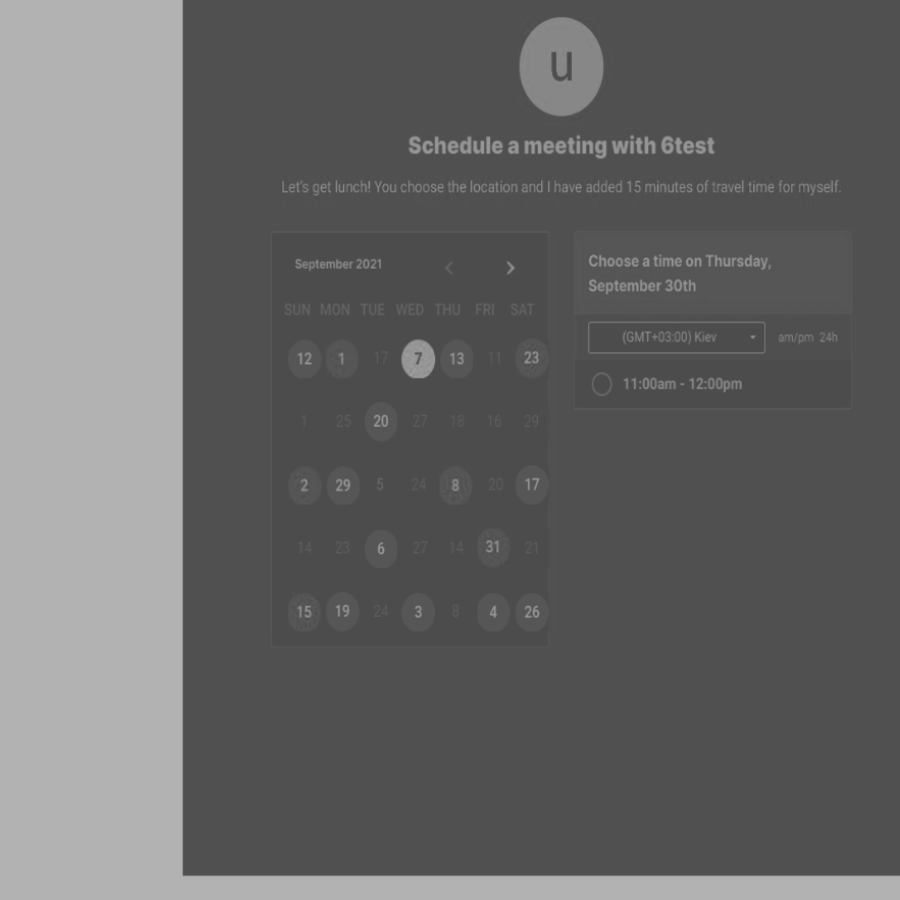 u
Schedule a meeting with 6test
Let's get lunch! You choose the location and I have added 15 minutes of travel time for myself.
September 2021
SUN MON TUE WED THU FRI SAT
12 1 17 7 13 11 23
1 25 20 27 18 16 29
2 29 5 24 8 20 17
14 23 6 27 14 31 21
15 19 24 3 8 4 26
Choose a time on Thursday,
September 30th
(GMT+03:00) Kiev am/pm 24h
11:00am - 12:00pm